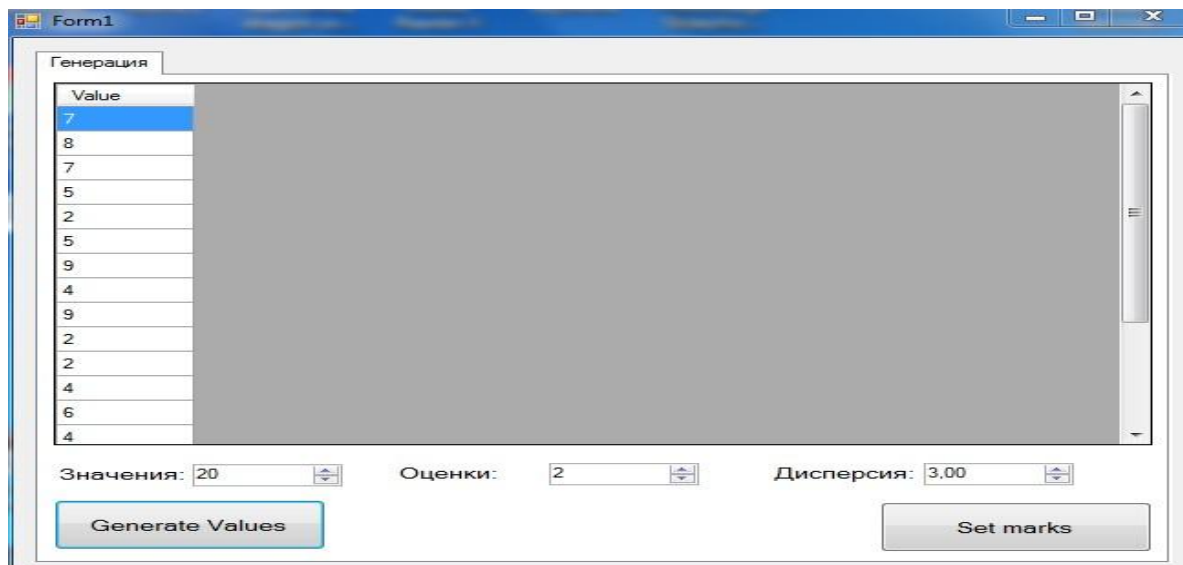 Form1
Генерация
Value
7
8
7
5
2
5
9
4
9
2
2
4
6
4
Значения: 20 Оценки: 2 Дисперсия: 3,00
Generate Values Set marks